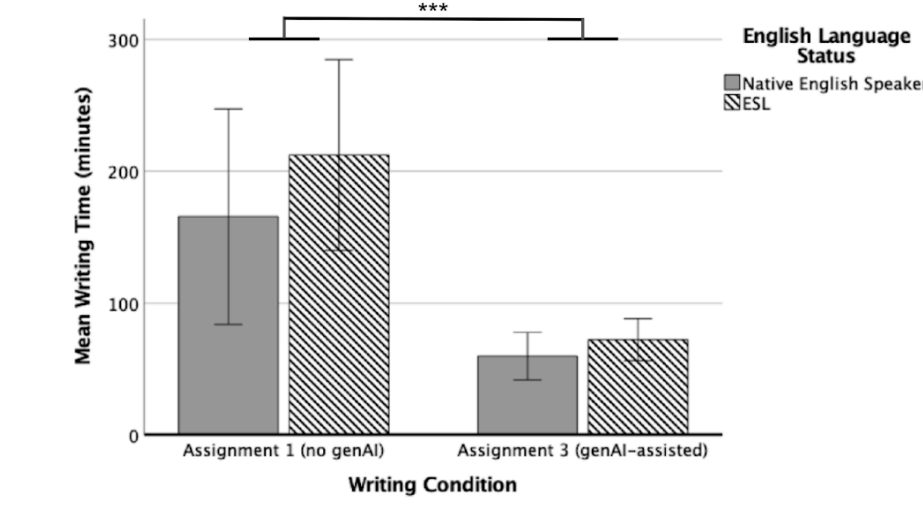 ***
300
200
100
0
Mean Writing Time (minutes)
Assignment 1 (no genAI)
Assignment 3 (genAI-assisted)
Writing Condition
English Language
Status
Native English Speake
ESL